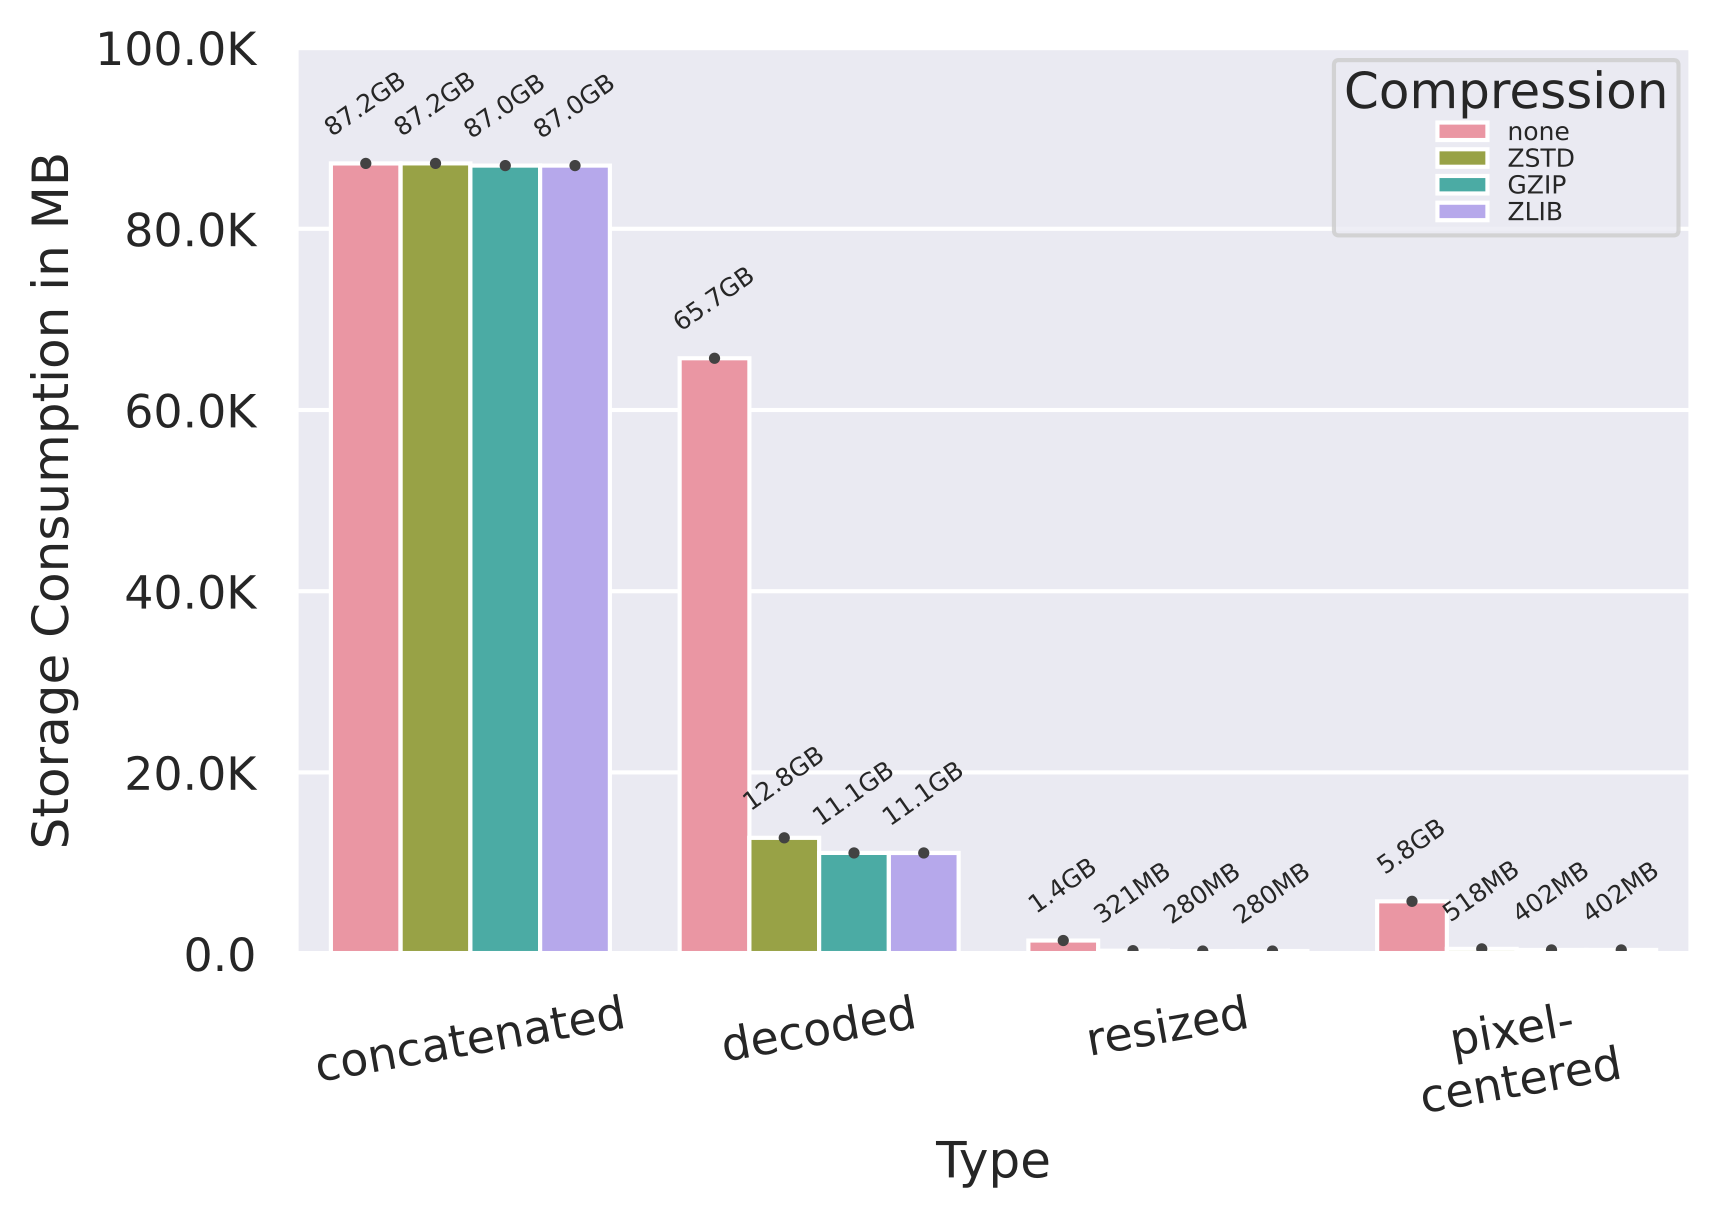 100.0K
80.0K
60.0K
40.0K
20.0K
0.0
Storage Consumption in MB
87.2GB
87.2GB
87.0GB
87.0GB
65.7GB
12.8GB
11.1GB
11.1GB
1.4GB
321MB
280MB
280MB
5.8GB
518MB
402MB
402MB
Compression
none
ZSTD
GZIP
ZLIB
concatenated
decoded
resized
pixel-
centered
Type